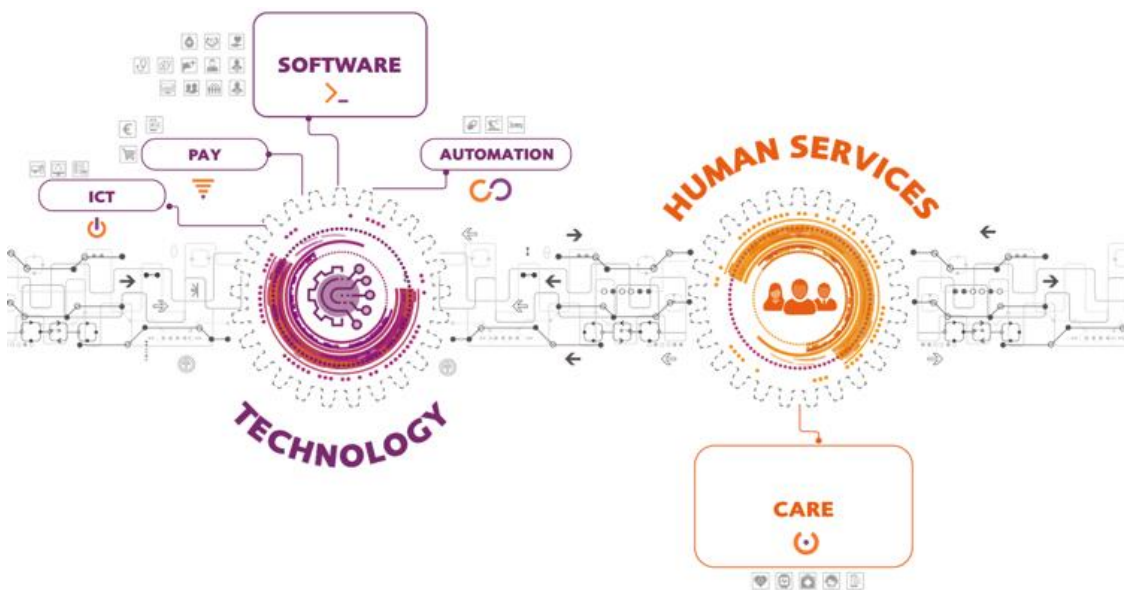 SOFTWARE
PAY
AUTOMATION
ICT
HUMAN SERVICES
TECHNOLOGY
CARE